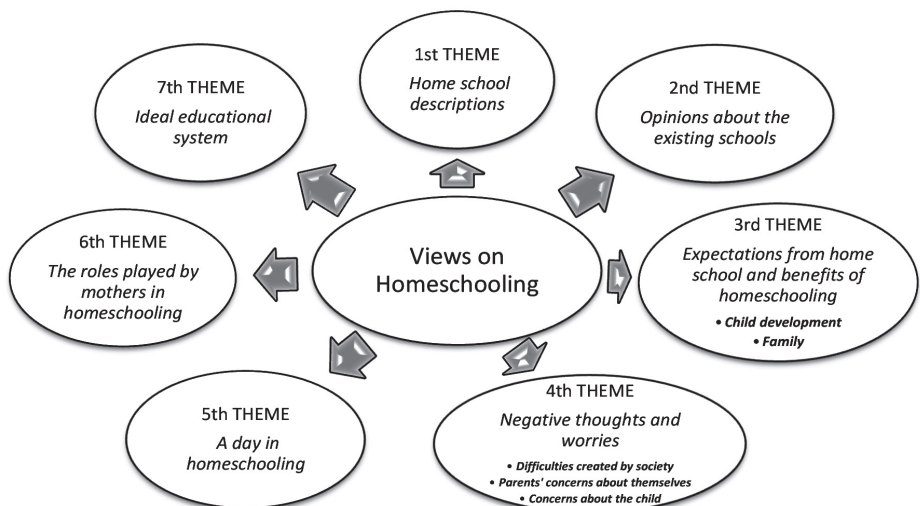 1st THEME
Home school
descriptions
2nd THEME
Opinions about the
existing schools
3rd THEME
Expectations from home
school and benefits of
homeschooling
• Child development
• Family
4th THEME
Negative thoughts and
worries
• Difficulties created by society
• Parents' concerns about themselves
• Concerns about the child
5th THEME
A day in
homeschooling
6th THEME
The roles played by
mothers in
homeschooling
7th THEME
Ideal educational
system
Views on
Homeschooling